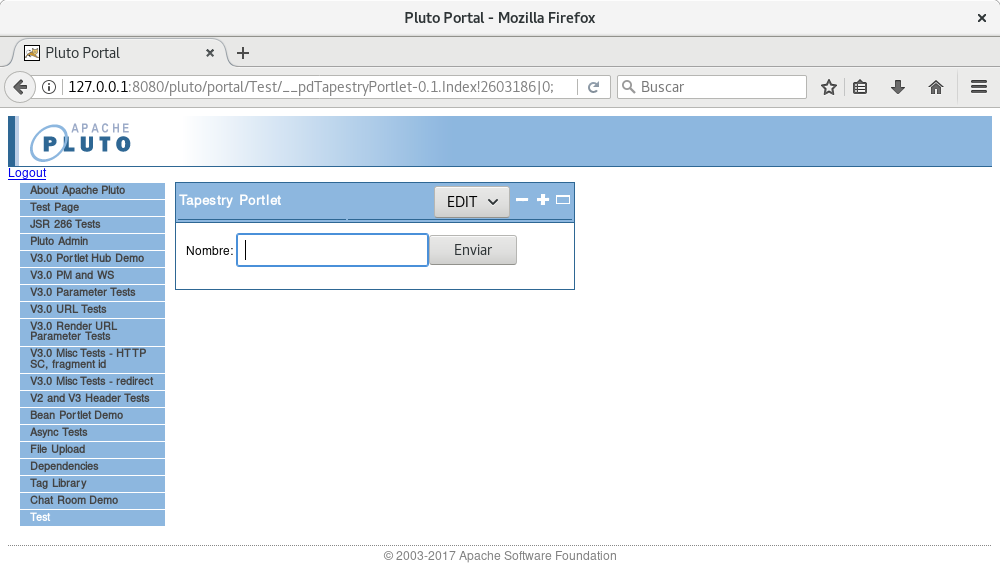 Pluto Portal - Mozilla Firefox
Pluto Portal
127.0.0.1:8080/pluto/portal/Test/__pdTapestryPortlet-0.1.Index!2603186|0;
Buscar
APACHE
PLUTO
Logout
About Apache Pluto
Test Page
JSR 286 Tests
Pluto Admin
V3.0 Portlet Hub Demo
V3.0 PM and WS
V3.0 Parameter Tests
V3.0 URL Tests
V3.0 Render URL
Parameter Tests
V3.0 Misc Tests - HTTP
SC, fragment id
V3.0 Misc Tests - redirect
V2 and V3 Header Tests
Bean Portlet Demo
Async Tests
File Upload
Dependencies
Tag Library
Chat Room Demo
Test
Tapestry Portlet
EDIT
Nombre:
Enviar
© 2003-2017 Apache Software Foundation